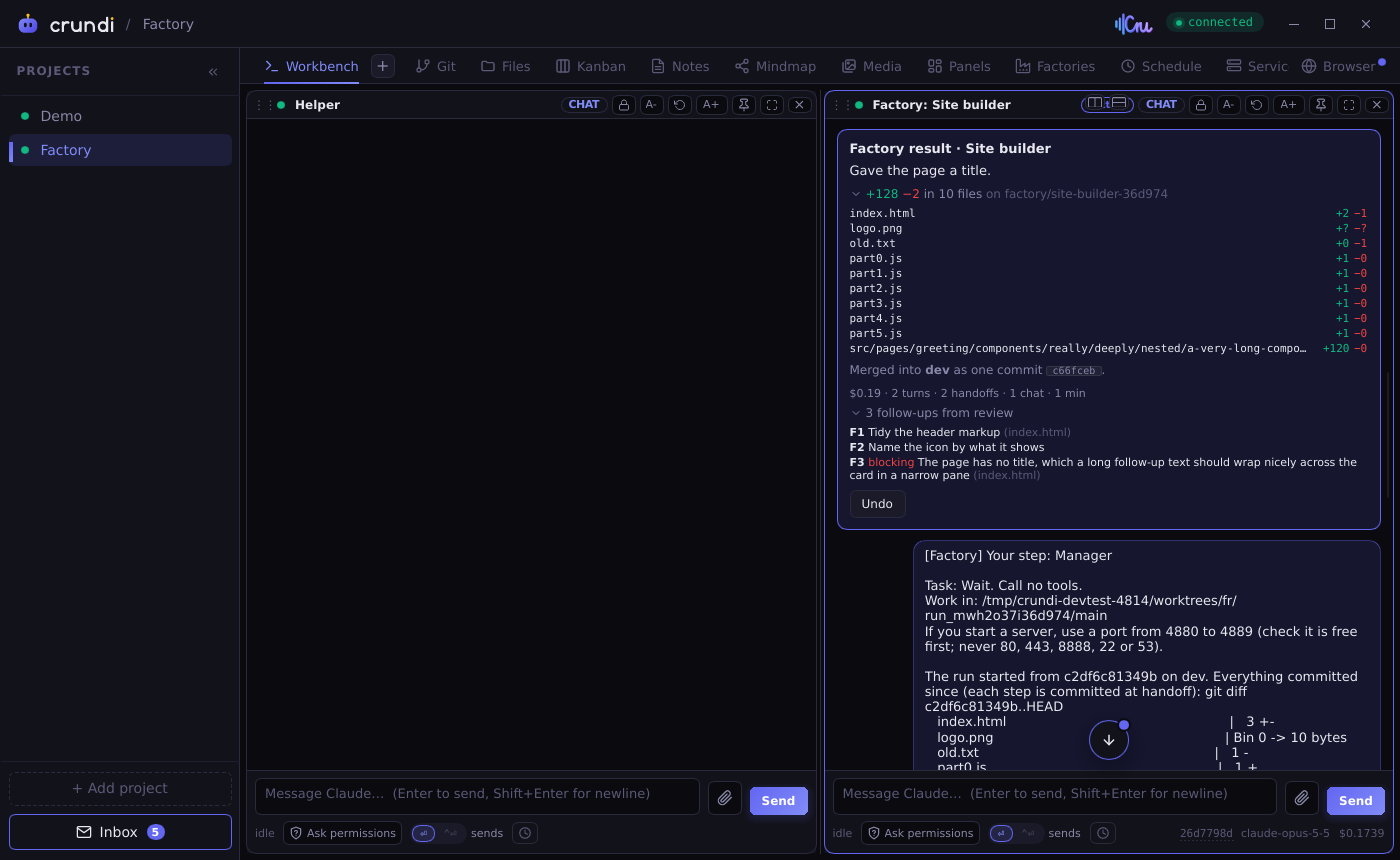 crundi / Factory
Cru
connected
PROJECTS «
Workbench + Git Files Kanban Notes Mindmap Media Panels Factories Schedule Servic Browser
Demo
Factory
Helper CHAT A- A+
Factory: Site builder CHAT A- A+
Factory result · Site builder
Gave the page a title.
+128 −2 in 10 files on factory/site-builder-36d974
index.html +2 −1
logo.png +? −?
old.txt +0 −1
part0.js +1 −0
part1.js +1 −0
part2.js +1 −0
part3.js +1 −0
part4.js +1 −0
part5.js +1 −0
src/pages/greeting/components/really/deeply/nested/a-very-long-compo… +120 −0
Merged into dev as one commit c66fceb.
$0.19 · 2 turns · 2 handoffs · 1 chat · 1 min
3 follow-ups from review
F1 Tidy the header markup (index.html)
F2 Name the icon by what it shows
F3 blocking The page has no title, which a long follow-up text should wrap nicely across the
card in a narrow pane (index.html)
Undo
[Factory] Your step: Manager
Task: Wait. Call no tools.
Work in: /tmp/crundi-devtest-4814/worktrees/fr/
run_mwh2o37i36d974/main
If you start a server, use a port from 4880 to 4889 (check it is free
first; never 80, 443, 8888, 22 or 53).
The run started from c2df6c81349b on dev. Everything committed
since (each step is committed at handoff): git diff
c2df6c81349b..HEAD
index.html | 3 +-
logo.png | Bin 0 -> 10 bytes
old.txt | 1 -
part0.js | 1 +
+ Add project
Inbox 5
Message Claude… (Enter to send, Shift+Enter for newline) Send
idle Ask permissions sends
Message Claude… (Enter to send, Shift+Enter for newline) Send
idle Ask permissions sends 26d7798d claude-opus-5-5 $0.1739